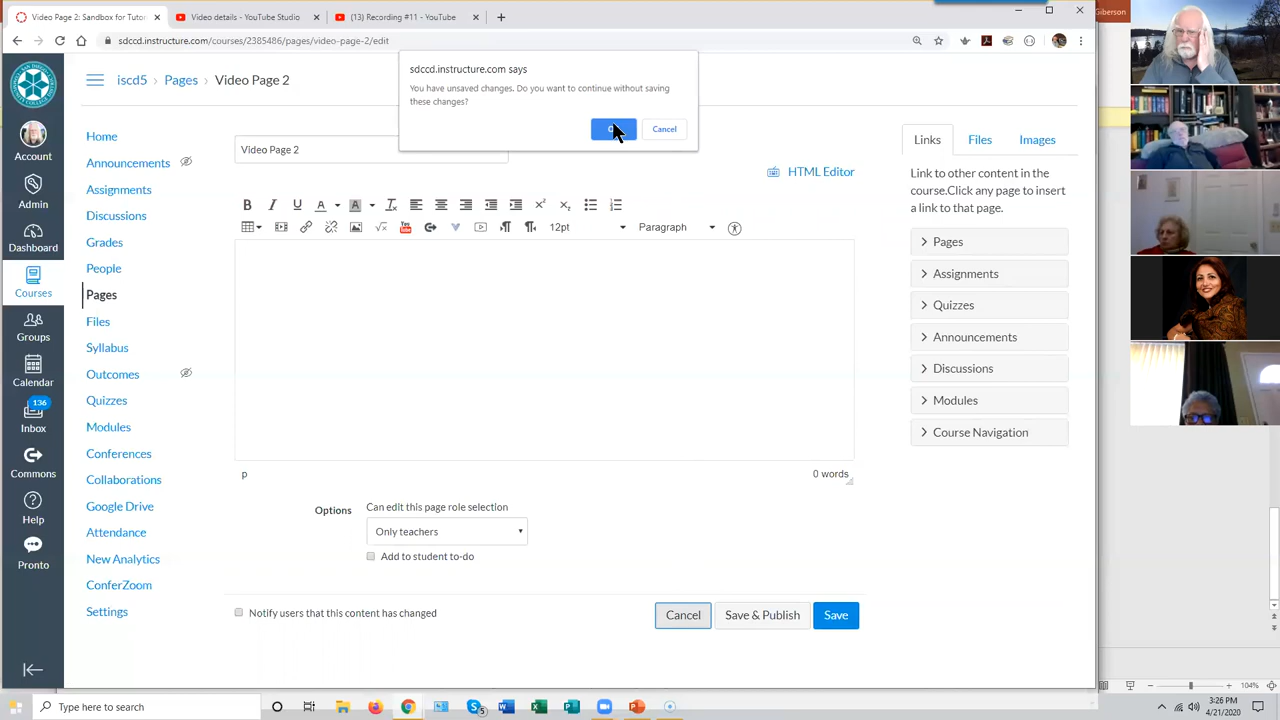 Video Page 2: Sandbox for Tutor
Video details - YouTube Studio
(13) Recording #11 - YouTube
Giberson
sdccd.instructure.com/courses/2385486/pages/video-page-2/edit
sdccd.instructure.com says
You have unsaved changes. Do you want to continue without saving
these changes?
Cancel
iscd5
Pages
Video Page 2
Account
Admin
Dashboard
Courses
Groups
Calendar
136
Inbox
Commons
Help
Pronto
Home
Announcements
Assignments
Discussions
Grades
People
Pages
Files
Syllabus
Outcomes
Quizzes
Modules
Conferences
Collaborations
Google Drive
Attendance
New Analytics
ConferZoom
Settings
Video Page 2
HTML Editor
12pt
Paragraph
p
0 words
Options
Can edit this page role selection
Only teachers
Add to student to-do
Notify users that this content has changed
Cancel
Save & Publish
Save
Links
Files
Images
Link to other content in the
course.Click any page to insert
a link to that page.
Pages
Assignments
Quizzes
Announcements
Discussions
Modules
Course Navigation
104%
Type here to search
3:26 PM
4/21/2020